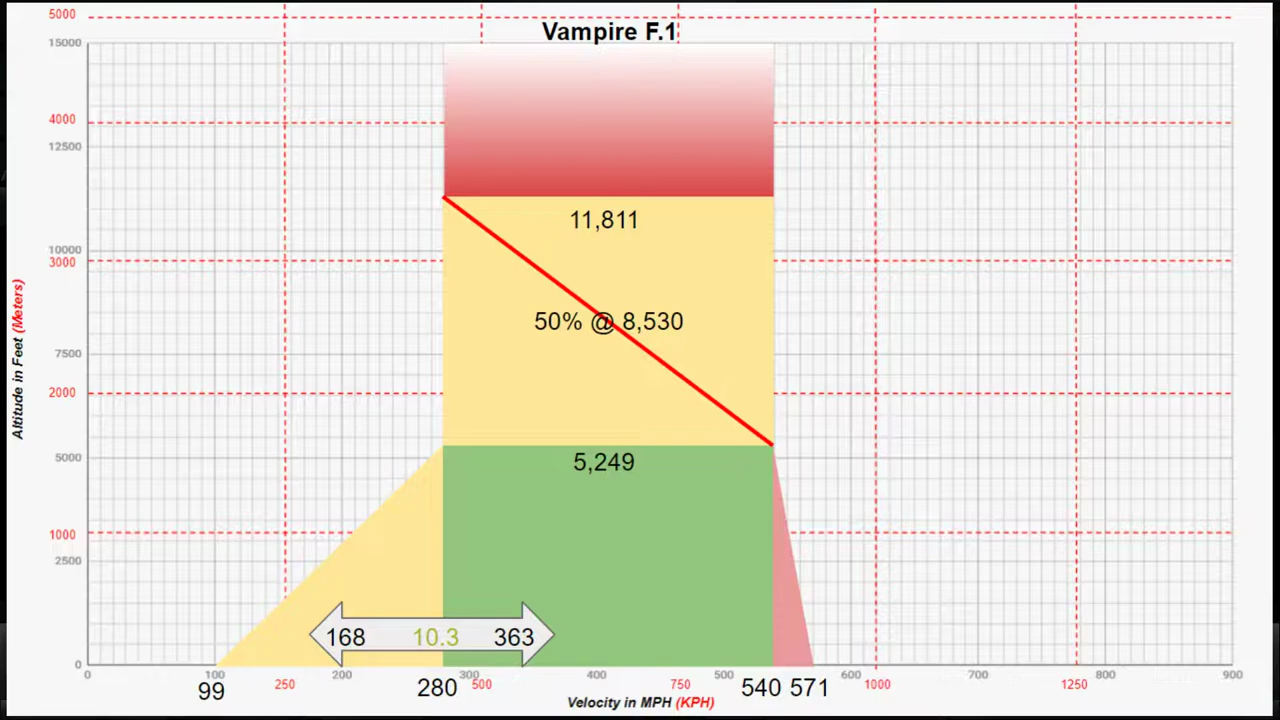 5000
Vampire F.1
15000
4000
12500
11,811
10000
3000
50% @ 8,530
7500
2000
5,249
5000
1000
2500
168 10.3 363
0
0 100 200 300 400 500 600 700 800 900
250 500 750 1000 1250
99 280 540 571
Velocity in MPH (KPH)
Altitude in Feet (Meters)